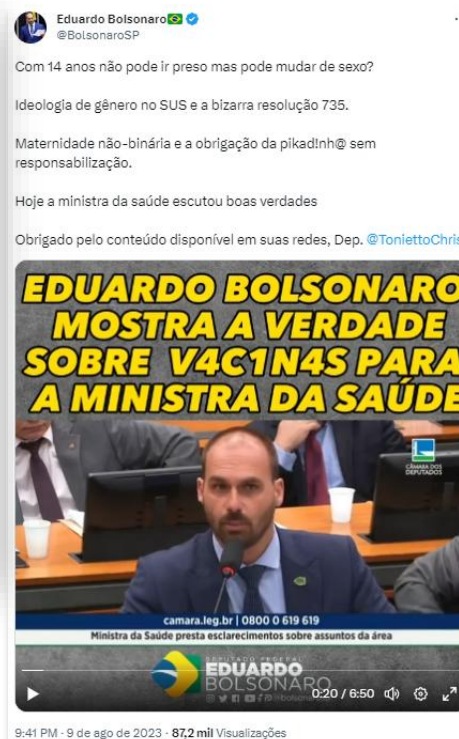 Eduardo Bolsonaro
@BolsonaroSP
Com 14 anos não pode ir preso mas pode mudar de sexo?
Ideologia de gênero no SUS e a bizarra resolução 735.
Maternidade não-binária e a obrigação da pikad!nh@ sem
responsabilização.
Hoje a ministra da saúde escutou boas verdades
Obrigado pelo conteúdo disponível em suas redes, Dep. @ToniettoChris
EDUARDO BOLSONARO
MOSTRA A VERDADE
SOBRE V4C1N4S PARA
A MINISTRA DA SAÚDE
CÂMARA DOS
DEPUTADOS
camara.leg.br | 0800 0 619 619
Ministra da Saúde presta esclarecimentos sobre assuntos da área
DEPUTADO FEDERAL
EDUARDO
BOLSONARO
0:20 / 6:50
9:41 PM · 9 de ago de 2023 · 87,2 mil Visualizações